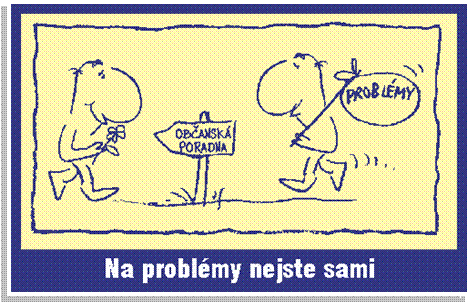 PROBLÉMY
OBČANSKÁ
PORADNA
Na problémy nejste sami